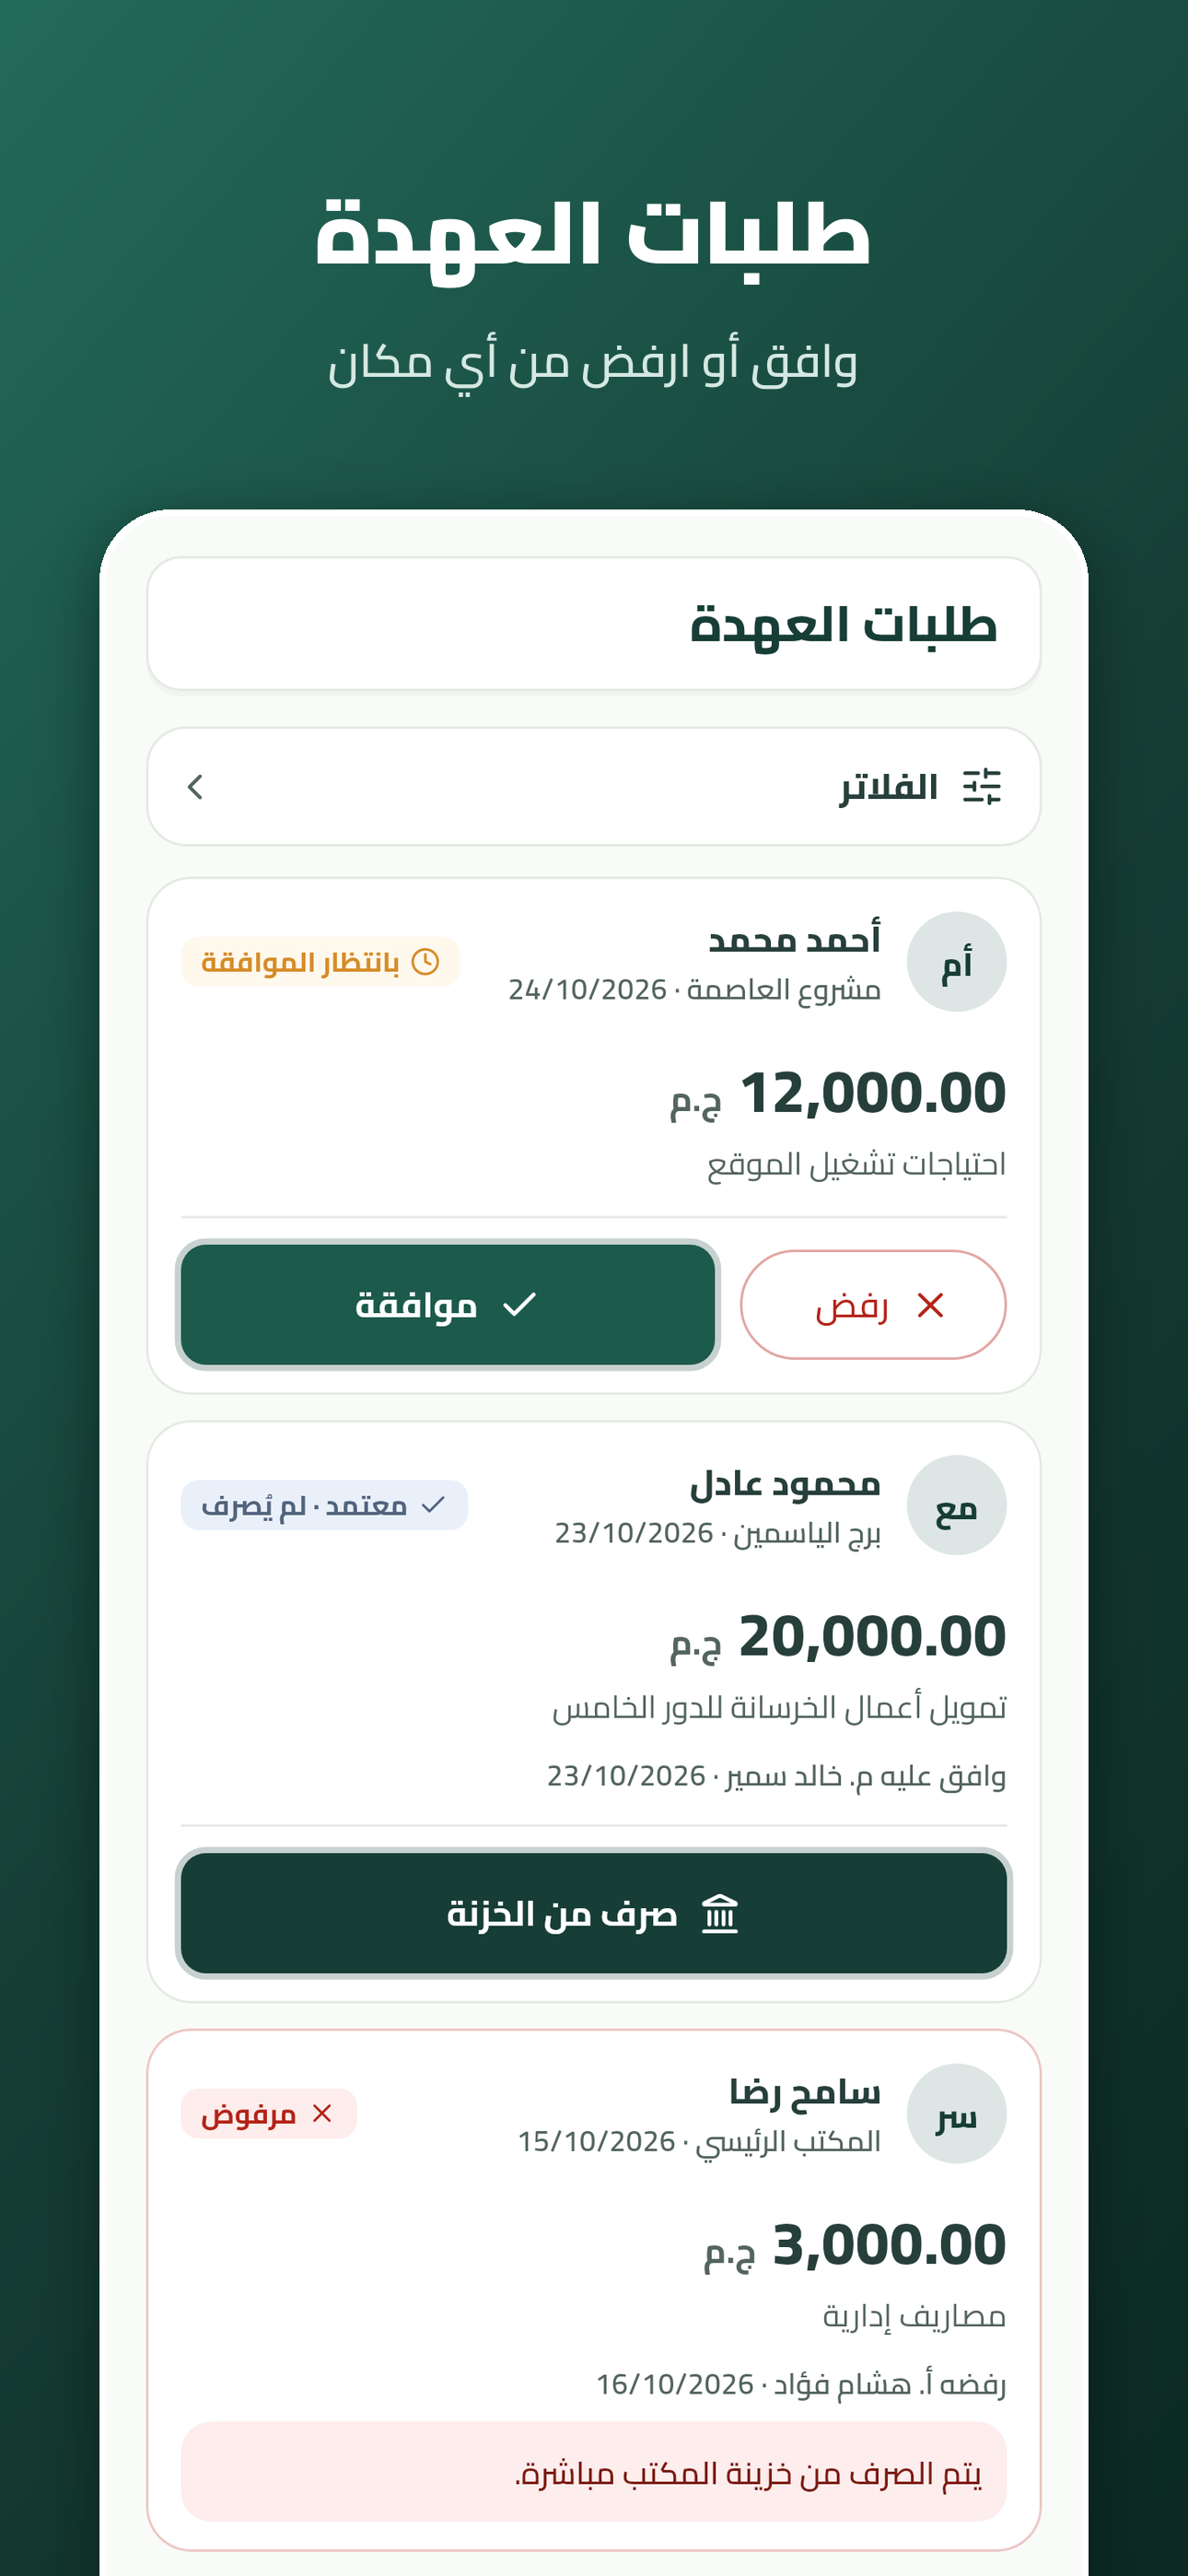 طلبات العهدة
وافق أو ارفض من أي مكان
طلبات العهدة
الفلاتر
أم
أحمد محمد
مشروع العاصمة · 24/10/2026
بانتظار الموافقة
12,000.00 ج.م
احتياجات تشغيل الموقع
رفض
موافقة
مع
محمود عادل
برج الياسمين · 23/10/2026
معتمد · لم يُصرف
20,000.00 ج.م
تمويل أعمال الخرسانة للدور الخامس
وافق عليه م. خالد سمير · 23/10/2026
صرف من الخزنة
سر
سامح رضا
المكتب الرئيسي · 15/10/2026
مرفوض
3,000.00 ج.م
مصاريف إدارية
رفضه أ. هشام فؤاد · 16/10/2026
يتم الصرف من خزينة المكتب مباشرة.